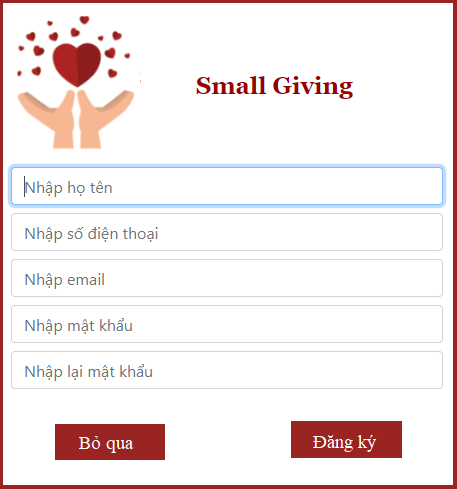 Small Giving
Nhập họ tên
Nhập số điện thoại
Nhập email
Nhập mật khẩu
Nhập lại mật khẩu
Bỏ qua
Đăng ký